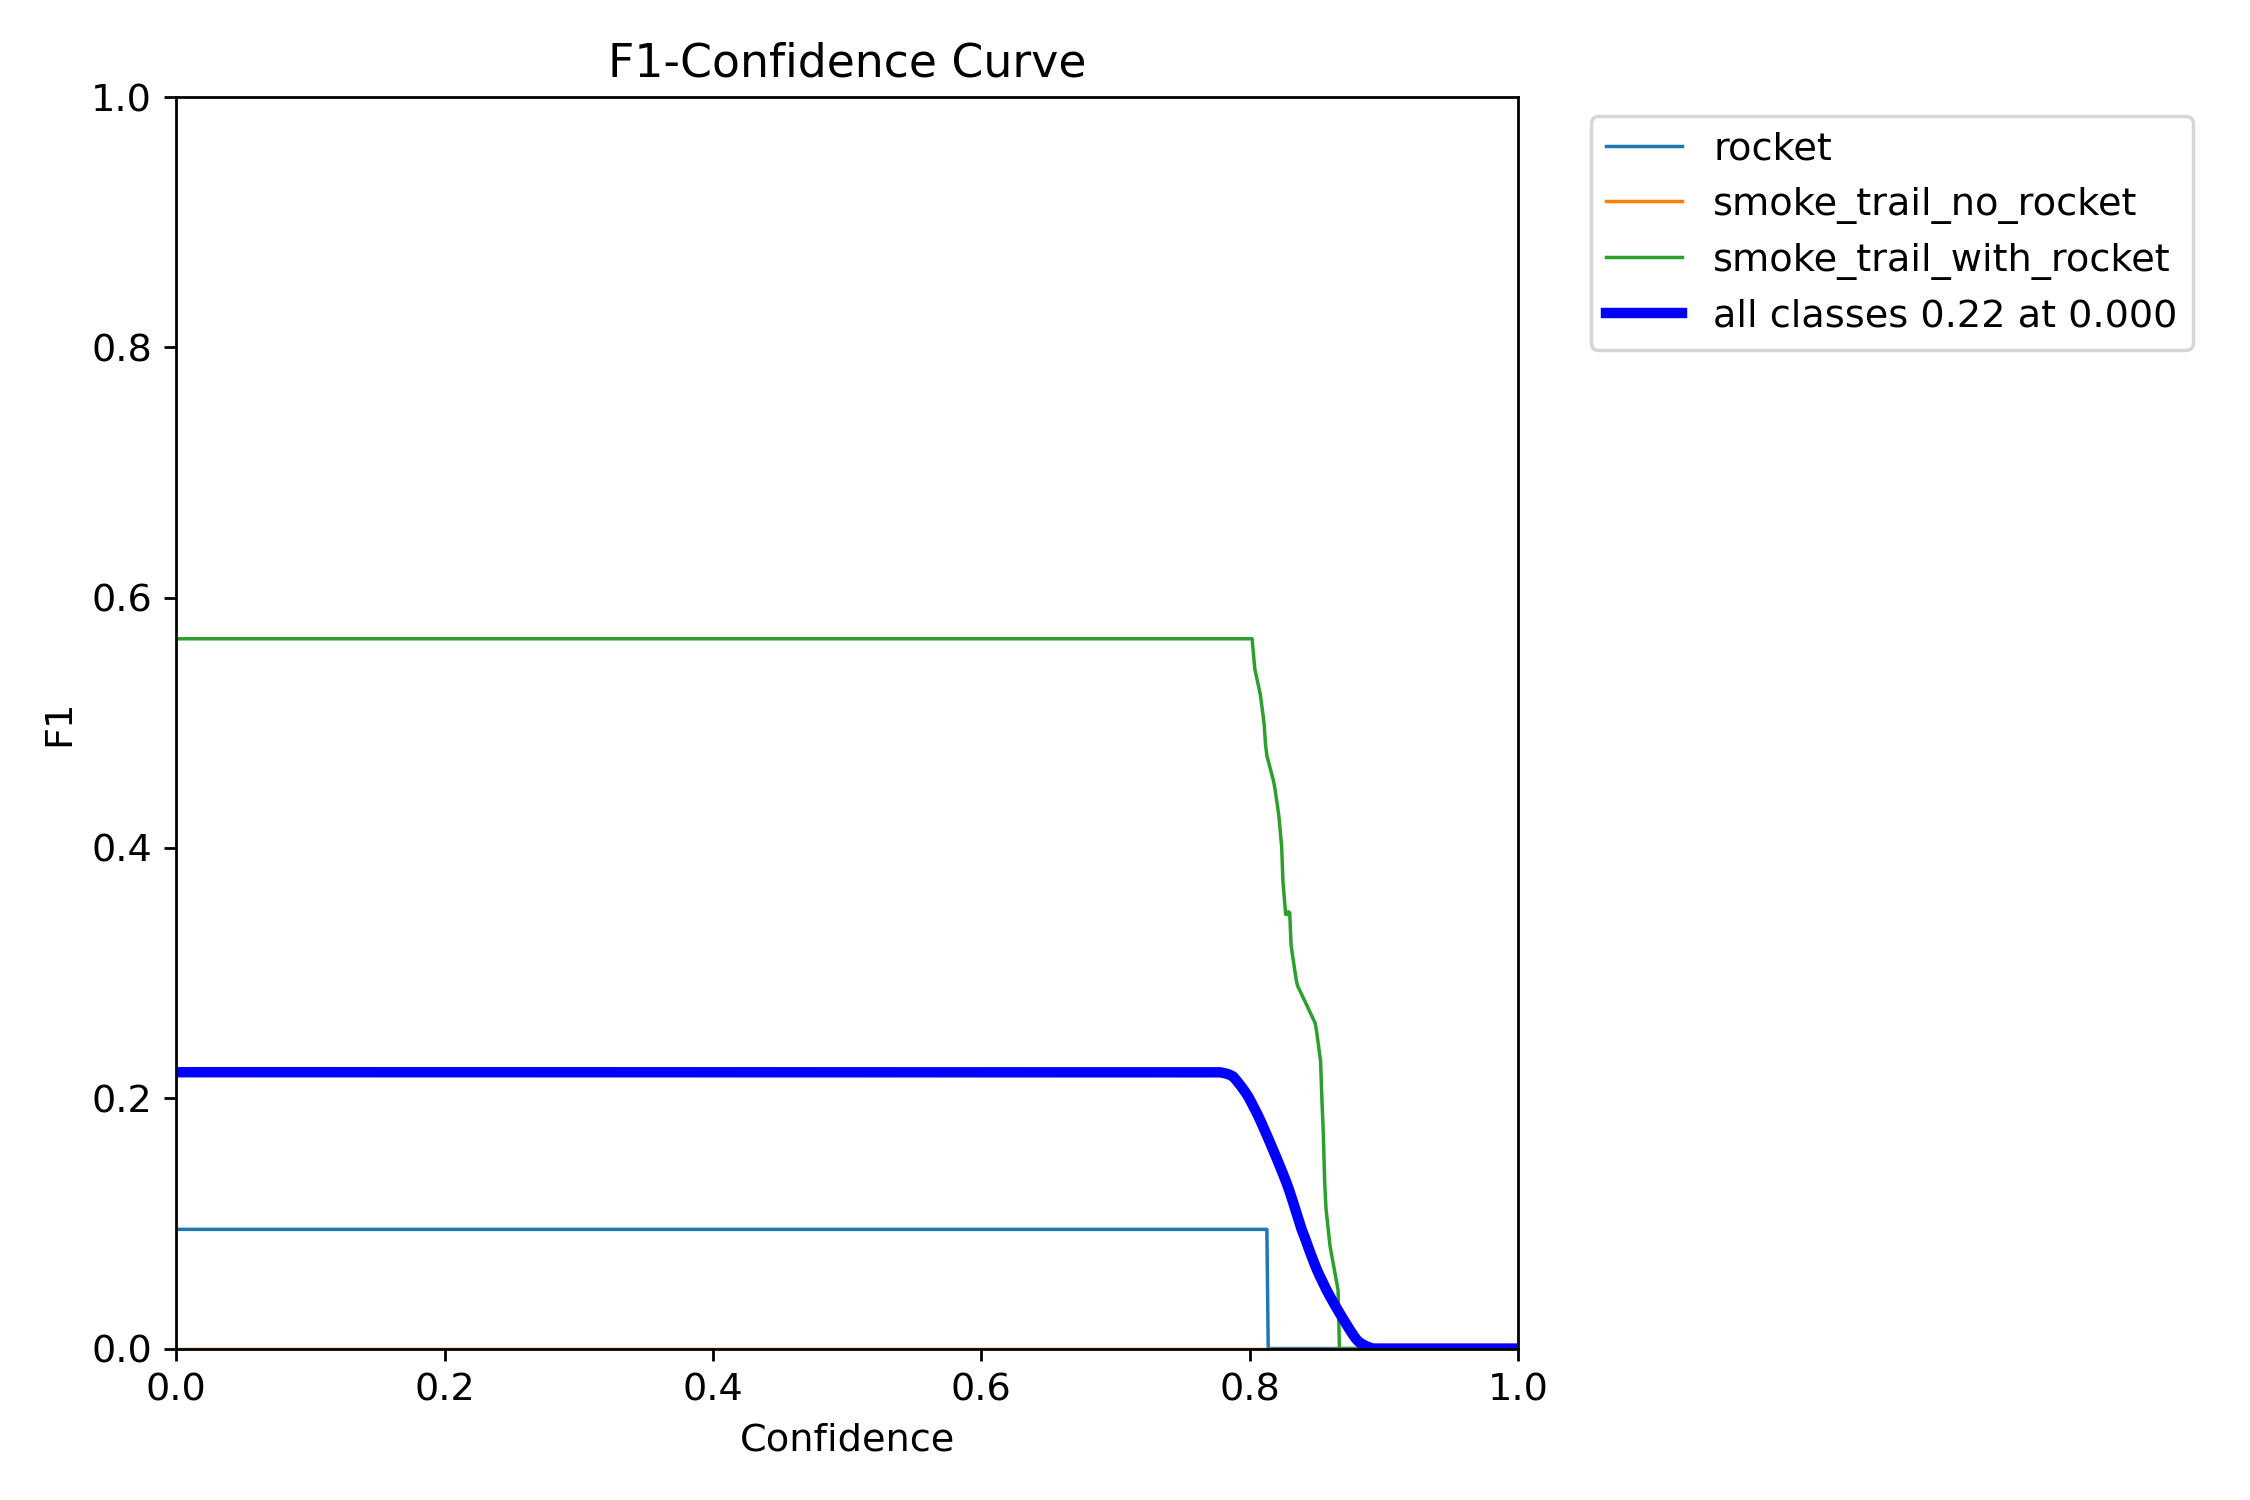 F1-Confidence Curve
1.0
0.8
0.6
0.4
0.2
0.0
F1
0.0 0.2 0.4 0.6 0.8 1.0
Confidence
rocket
smoke_trail_no_rocket
smoke_trail_with_rocket
all classes 0.22 at 0.000